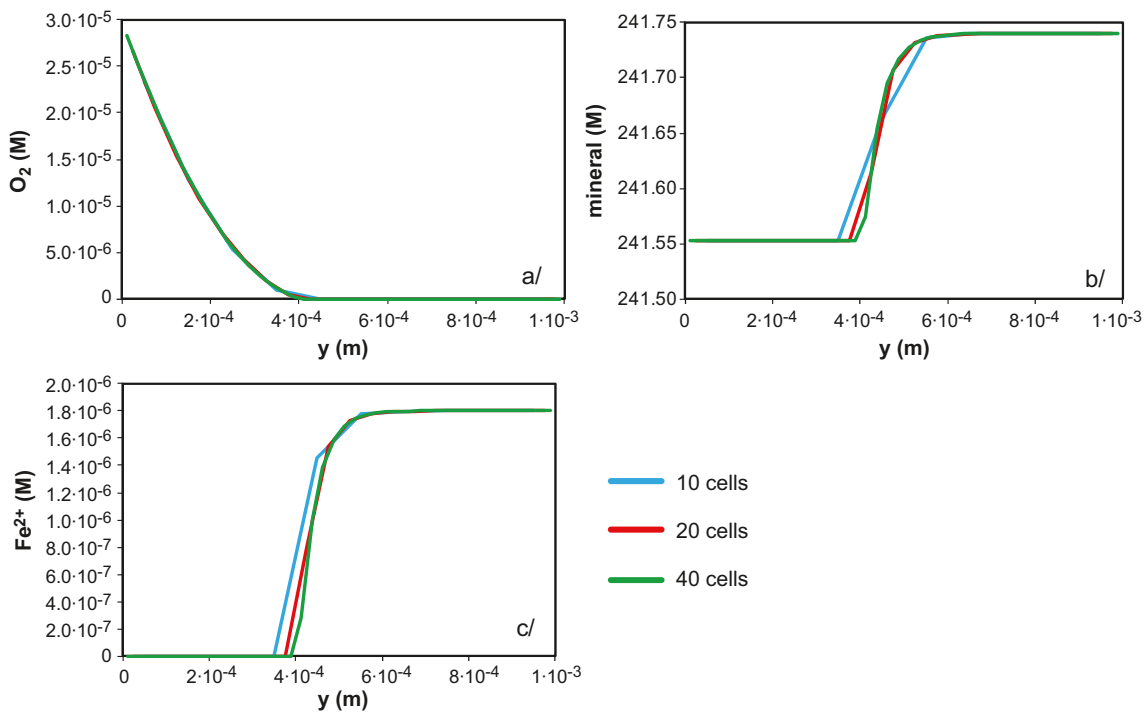 3.0·10⁻⁵
2.5·10⁻⁵
2.0·10⁻⁵
1.5·10⁻⁵
1.0·10⁻⁵
5.0·10⁻⁶
0
O₂ (M)
a/
0 2·10⁻⁴ 4·10⁻⁴ 6·10⁻⁴ 8·10⁻⁴ 1·10⁻³
y (m)
241.75
241.70
241.65
241.60
241.55
241.50
mineral (M)
b/
0 2·10⁻⁴ 4·10⁻⁴ 6·10⁻⁴ 8·10⁻⁴ 1·10⁻³
y (m)
2.0·10⁻⁶
1.8·10⁻⁶
1.6·10⁻⁶
1.4·10⁻⁶
1.2·10⁻⁶
1.0·10⁻⁶
8.0·10⁻⁷
6.0·10⁻⁷
4.0·10⁻⁷
2.0·10⁻⁷
0
Fe²⁺ (M)
c/
0 2·10⁻⁴ 4·10⁻⁴ 6·10⁻⁴ 8·10⁻⁴ 1·10⁻³
y (m)
10 cells
20 cells
40 cells